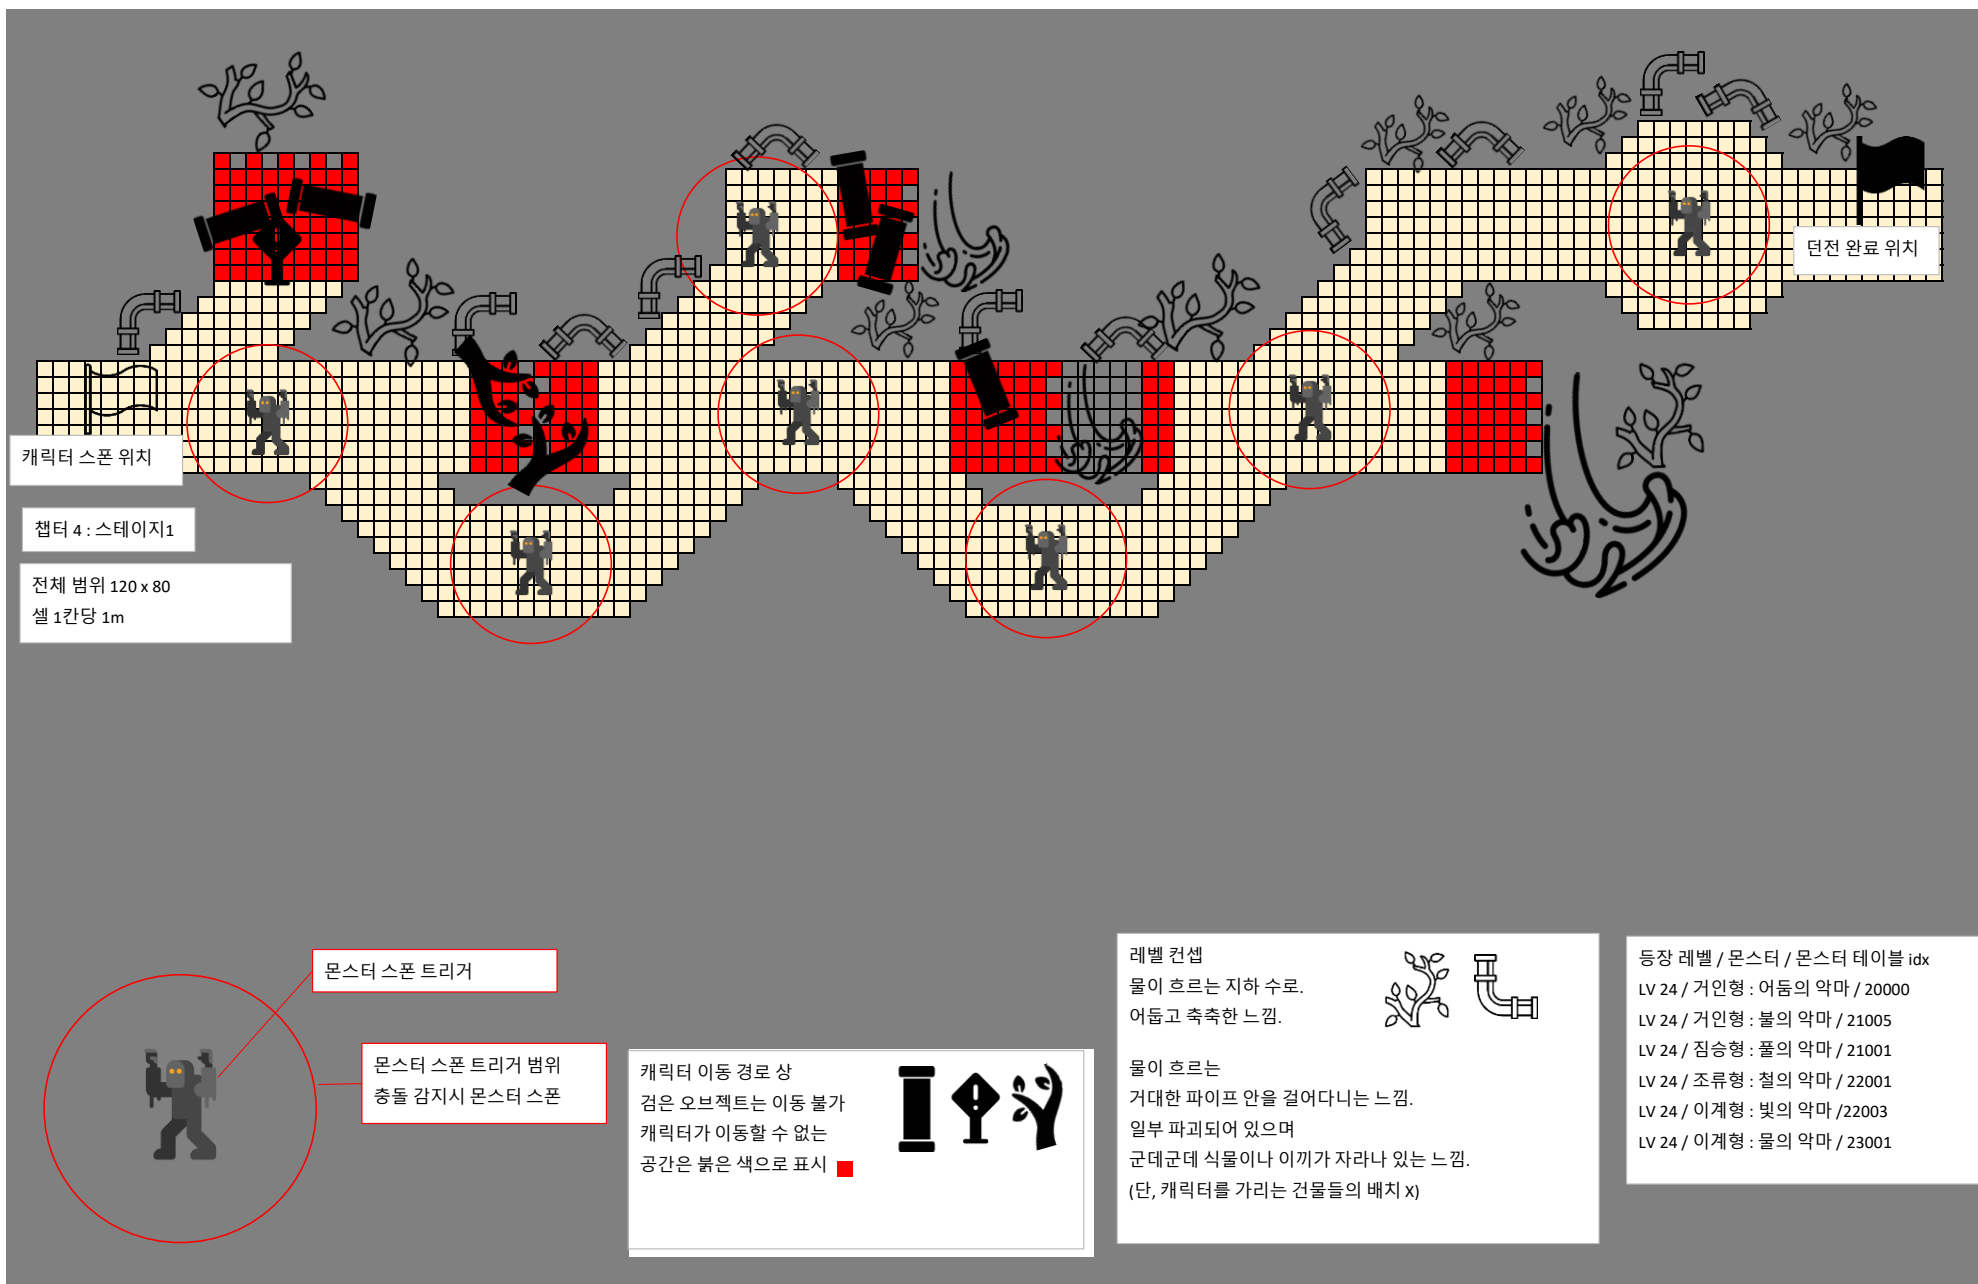 던전 완료 위치
캐릭터 스폰 위치
챕터 4 : 스테이지1
전체 범위 120 x 80
셀 1칸당 1m
몬스터 스폰 트리거
몬스터 스폰 트리거 범위
충돌 감지시 몬스터 스폰
캐릭터 이동 경로 상
검은 오브젝트는 이동 불가
캐릭터가 이동할 수 없는
공간은 붉은 색으로 표시
레벨 컨셉
물이 흐르는 지하 수로.
어둡고 축축한 느낌.
물이 흐르는
거대한 파이프 안을 걸어다니는 느낌.
일부 파괴되어 있으며
군데군데 식물이나 이끼가 자라나 있는 느낌.
(단, 캐릭터를 가리는 건물들의 배치 X)
등장 레벨 / 몬스터 / 몬스터 테이블 idx
LV 24 / 거인형 : 어둠의 악마 / 20000
LV 24 / 거인형 : 불의 악마 / 21005
LV 24 / 짐승형 : 풀의 악마 / 21001
LV 24 / 조류형 : 철의 악마 / 22001
LV 24 / 이계형 : 빛의 악마 /22003
LV 24 / 이계형 : 물의 악마 / 23001